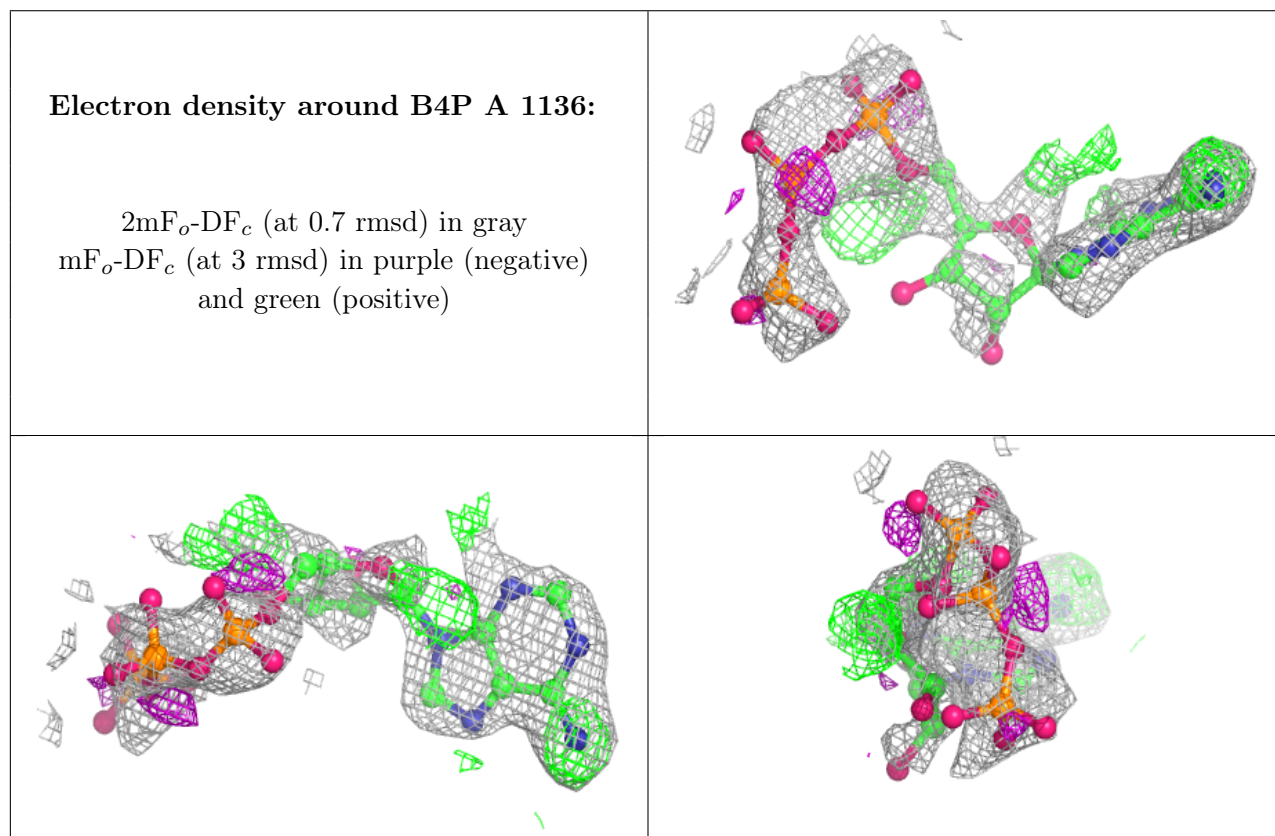 Electron density around B4P A 1136:
2mFo-DFc (at 0.7 rmsd) in gray
mFo-DFc (at 3 rmsd) in purple (negative)
and green (positive)